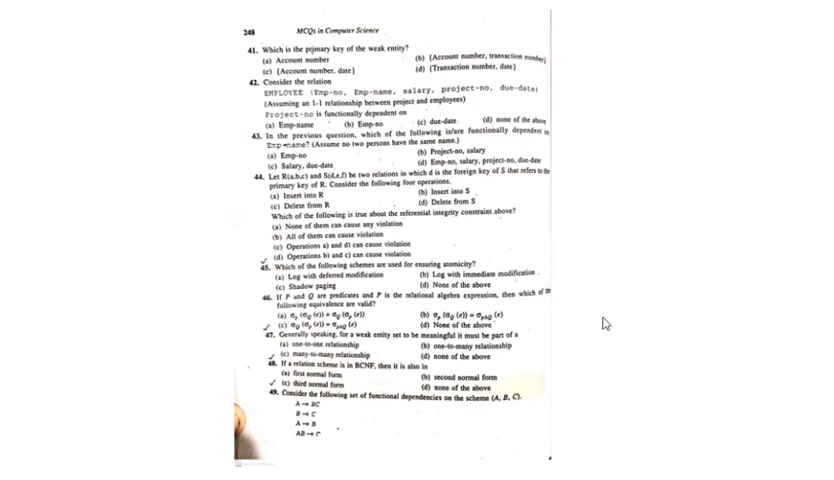 248 MCQs in Computer Science
41. Which is the primary key of the weak entity?
(a) Account number (b) {Account number, transaction number}
(c) {Account number, date} (d) {Transaction number, date}
42. Consider the relation
EMPLOYEE (Emp-no, Emp-name, salary, project-no, due-date)
(Assuming an 1-1 relationship between project and employees)
Project-no is functionally dependent on
(a) Emp-name (b) Emp-no (c) due-date (d) none of the above
43. In the previous question, which of the following is/are functionally dependent on
Emp-name? (Assume no two persons have the same name.)
(a) Emp-no (b) Project-no, salary
(c) Salary, due-date (d) Emp-no, salary, project-no, due-date
44. Let R(a,b,c) and S(d,e,f) be two relations in which d is the foreign key of S that refers to the
primary key of R. Consider the following four operations.
(a) Insert into R (b) Insert into S
(c) Delete from R (d) Delete from S
Which of the following is true about the referential integrity constraint above?
(a) None of them can cause any violation
(b) All of them can cause violation
(c) Operations a) and d) can cause violation
(d) Operations b) and c) can cause violation
45. Which of the following schemes are used for ensuring atomicity?
(a) Log with deferred modification (b) Log with immediate modification
(c) Shadow paging (d) None of the above
46. If P and Q are predicates and P is the relational algebra expression, then which of the
following equivalence are valid?
(a) σP (σQ (e)) = σQ (σP (e)) (b) σP (σQ (e)) = σP∧Q (e)
(c) σQ (σP (e)) = σP∧Q (e) (d) None of the above
47. Generally speaking, for a weak entity set to be meaningful it must be part of a
(a) one-to-one relationship (b) one-to-many relationship
(c) many-to-many relationship (d) none of the above
48. If a relation scheme is in BCNF, then it is also in
(a) first normal form (b) second normal form
(c) third normal form (d) none of the above
49. Consider the following set of functional dependencies on the scheme (A, B, C).
A → BC
B → C
A → B
AB → C